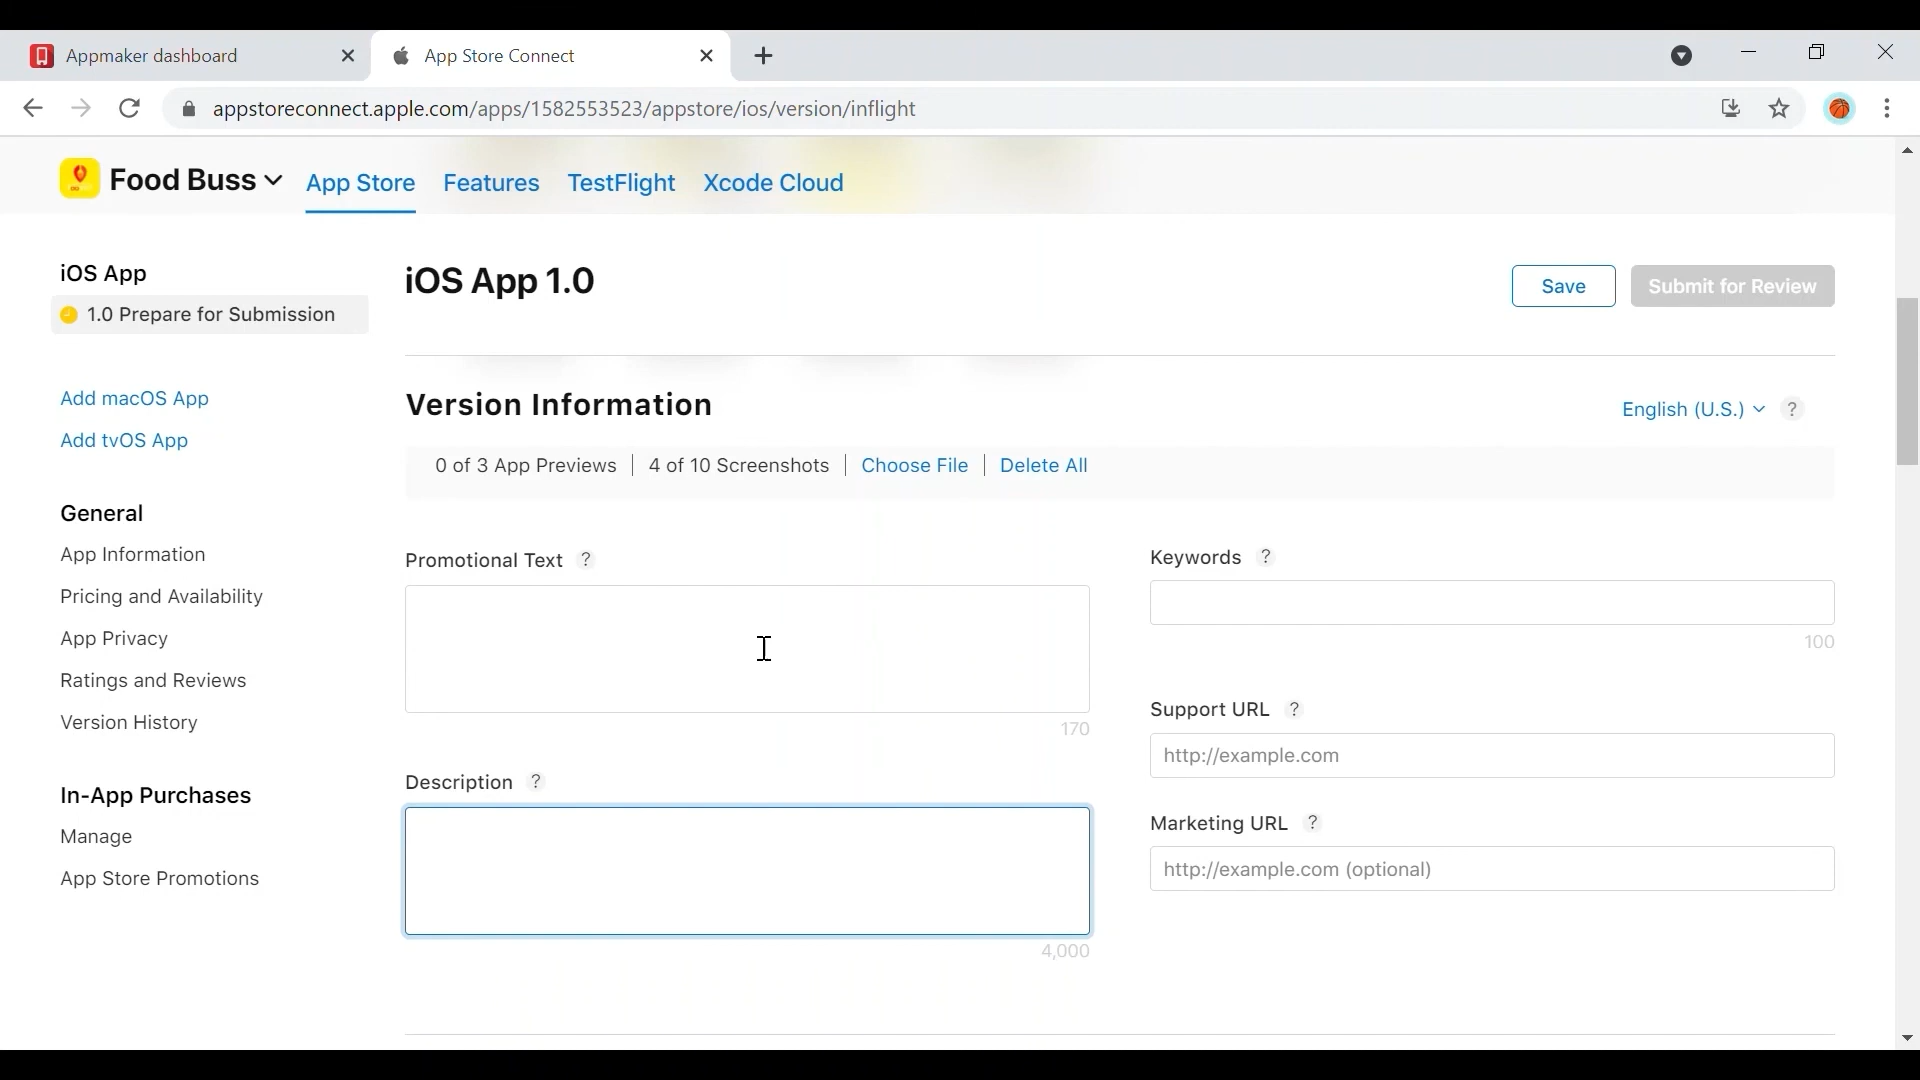 Appmaker dashboard
App Store Connect
appstoreconnect.apple.com/apps/1582553523/appstore/ios/version/inflight
Food Buss
App Store
Features
TestFlight
Xcode Cloud
iOS App
1.0 Prepare for Submission
Add macOS App
Add tvOS App
General
App Information
Pricing and Availability
App Privacy
Ratings and Reviews
Version History
In-App Purchases
Manage
App Store Promotions
iOS App 1.0
Save
Submit for Review
Version Information
English (U.S.) ?
0 of 3 App Previews | 4 of 10 Screenshots | Choose File | Delete All
Promotional Text ?
170
Description ?
4,000
Keywords ?
100
Support URL ?
http://example.com
Marketing URL ?
http://example.com (optional)